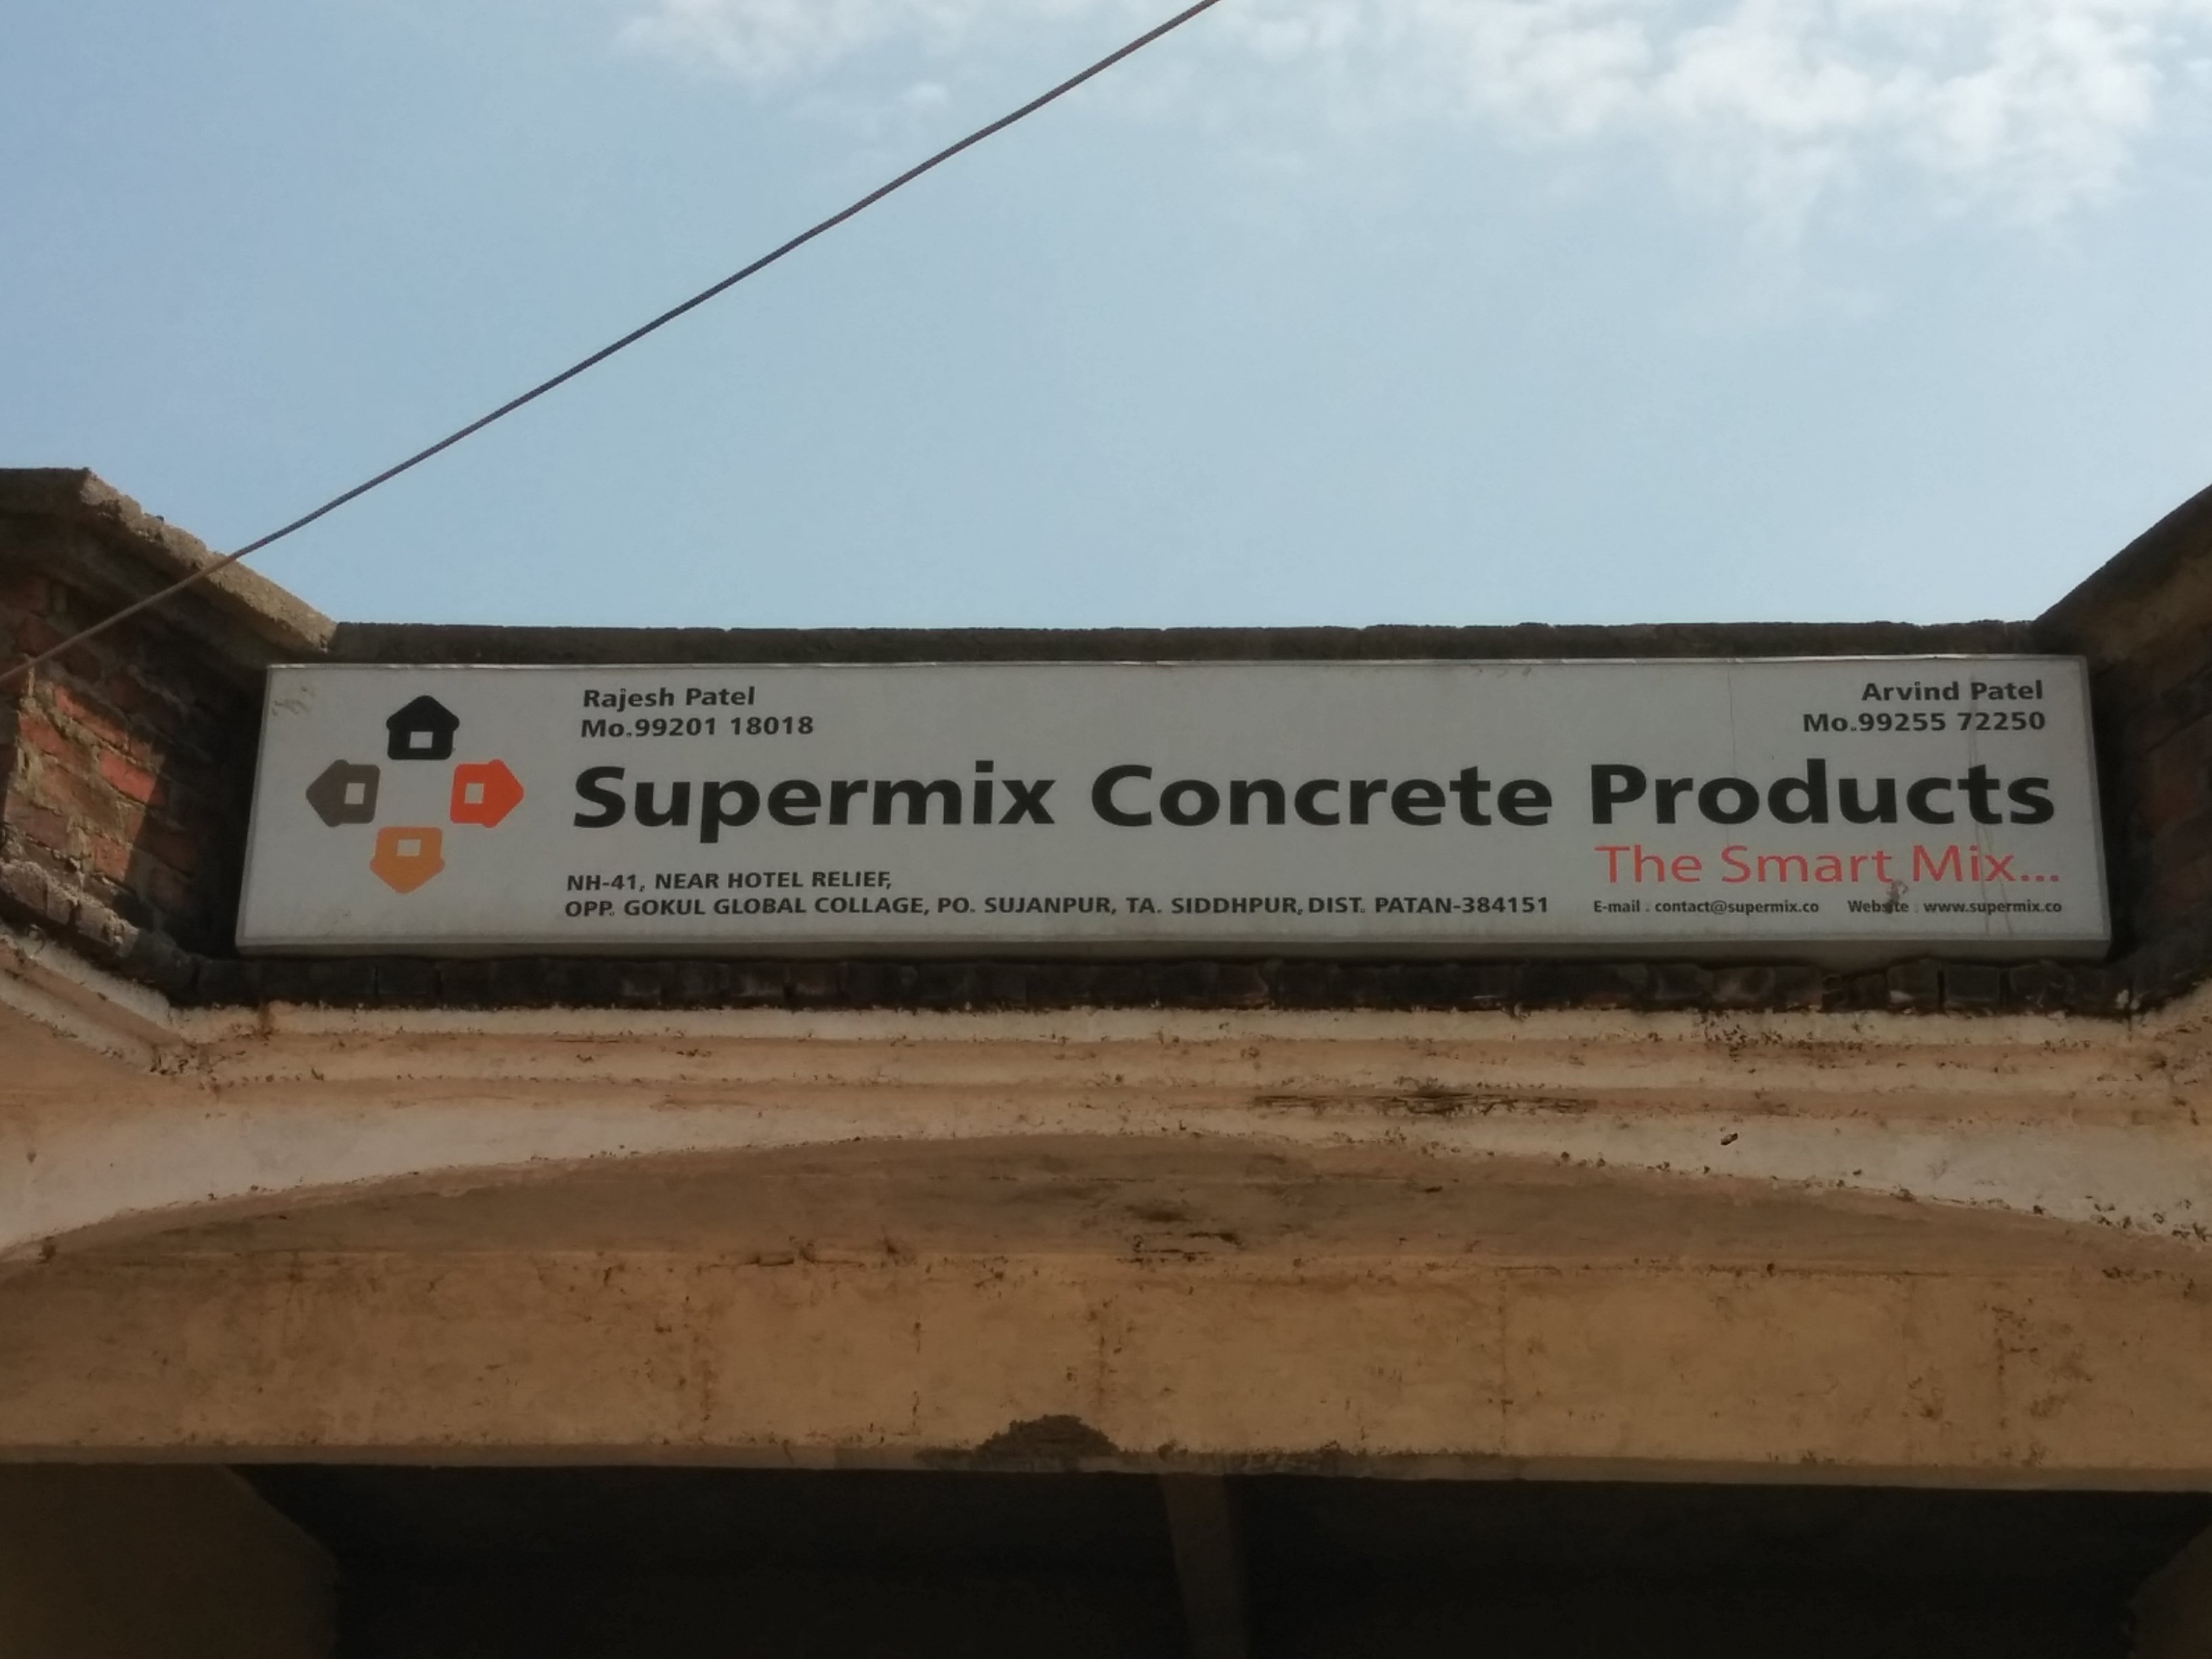 Rajesh Patel
Mo.99201 18018
Arvind Patel
Mo.99255 72250
Supermix Concrete Products
The Smart Mix...
NH-41, NEAR HOTEL RELIEF,
OPP. GOKUL GLOBAL COLLAGE, PO. SUJANPUR, TA. SIDDHPUR, DIST. PATAN-384151
E-mail : contact@supermix.co Website : www.supermix.co